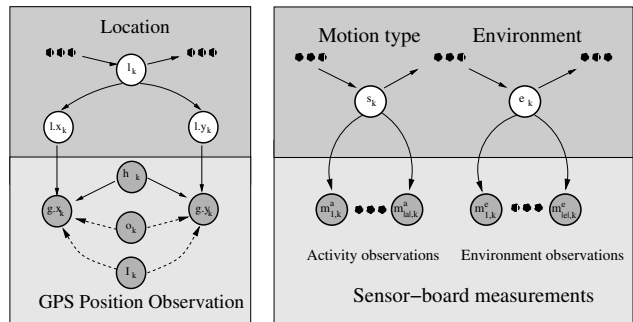 Location
l_k
l.x_k
l.y_k
h_k
g.x_k
g.y_k
o_k
I_k
GPS Position Observation
Motion type
Environment
s_k
e_k
m^a_{1,k}
m^a_{|a|,k}
m^e_{1,k}
m^e_{|e|,k}
Activity observations
Environment observations
Sensor-board measurements